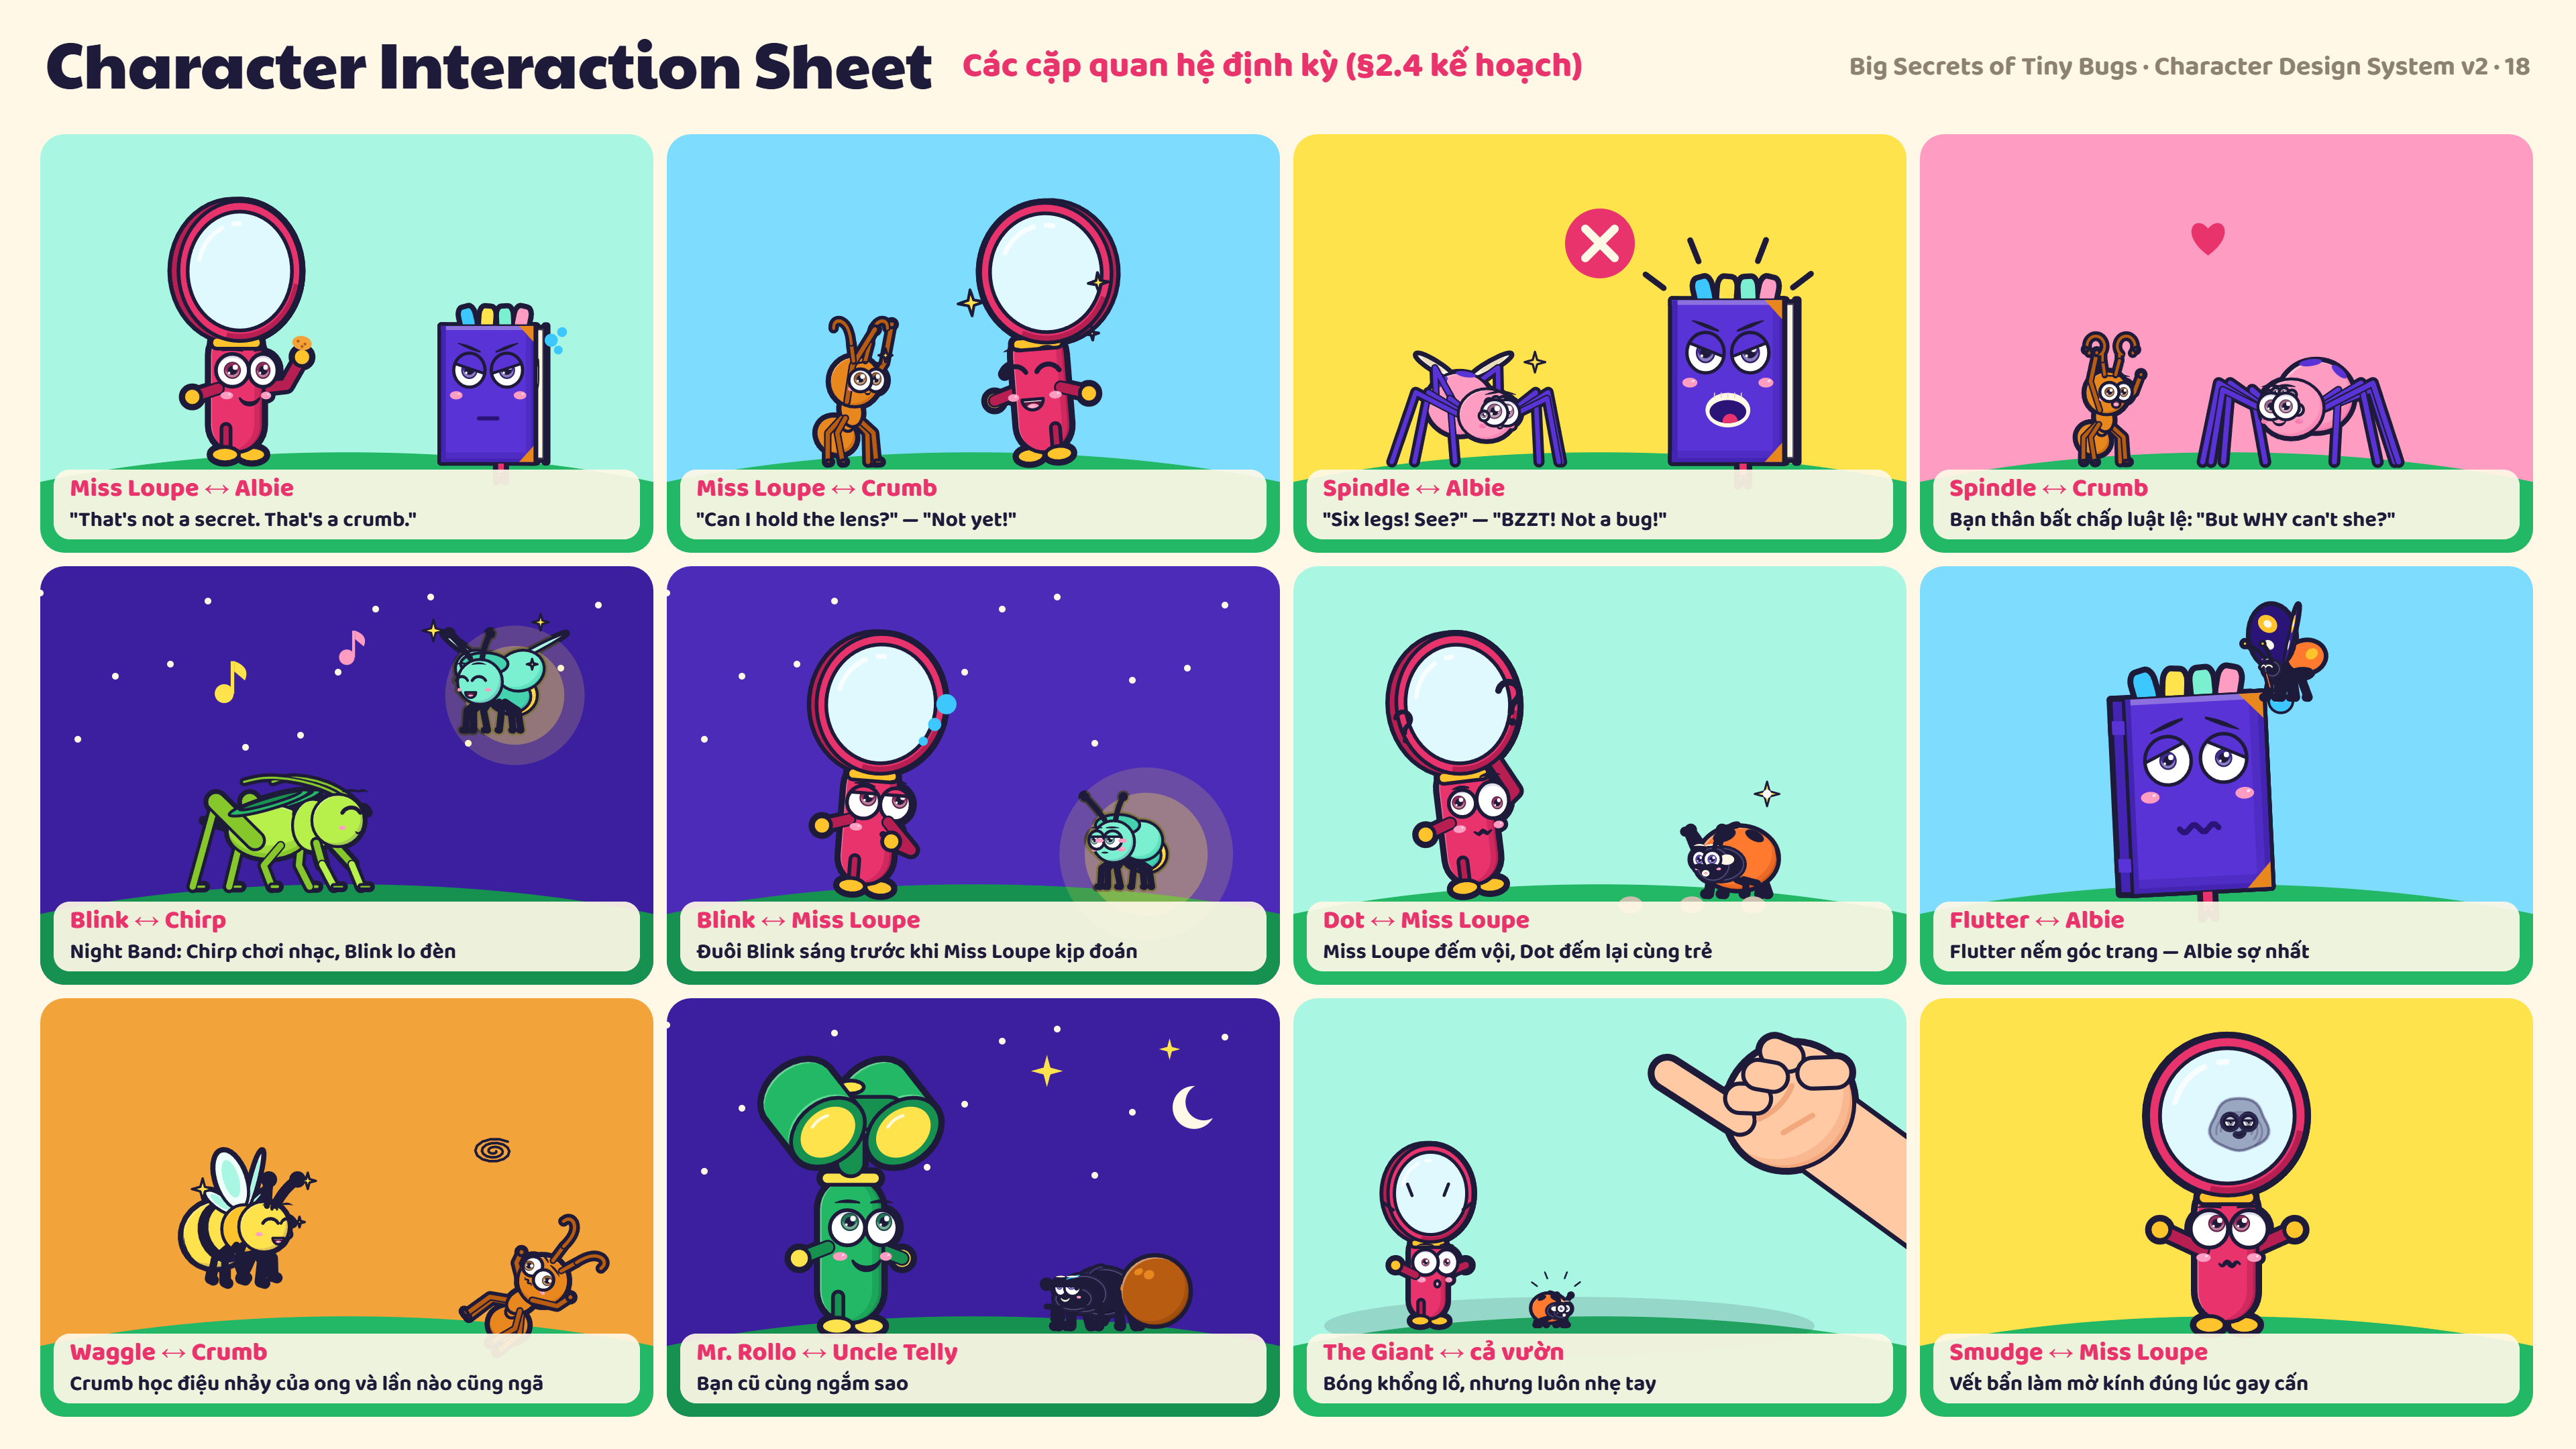 Character Interaction Sheet
Các cặp quan hệ định kỳ (§2.4 kế hoạch)
Big Secrets of Tiny Bugs · Character Design System v2 · 18
Miss Loupe ↔ Albie
"That's not a secret. That's a crumb."
Miss Loupe ↔ Crumb
"Can I hold the lens?" — "Not yet!"
Spindle ↔ Albie
"Six legs! See?" — "BZZT! Not a bug!"
Spindle ↔ Crumb
Bạn thân bất chấp luật lệ: "But WHY can't she?"
Blink ↔ Chirp
Night Band: Chirp chơi nhạc, Blink lo đèn
Blink ↔ Miss Loupe
Đuôi Blink sáng trước khi Miss Loupe kịp đoán
Dot ↔ Miss Loupe
Miss Loupe đếm vội, Dot đếm lại cùng trẻ
Flutter ↔ Albie
Flutter nếm góc trang — Albie sợ nhất
Waggle ↔ Crumb
Crumb học điệu nhảy của ong và lần nào cũng ngã
Mr. Rollo ↔ Uncle Telly
Bạn cũ cùng ngắm sao
The Giant ↔ cả vườn
Bóng khổng lồ, nhưng luôn nhẹ tay
Smudge ↔ Miss Loupe
Vết bẩn làm mờ kính đúng lúc gay cấn